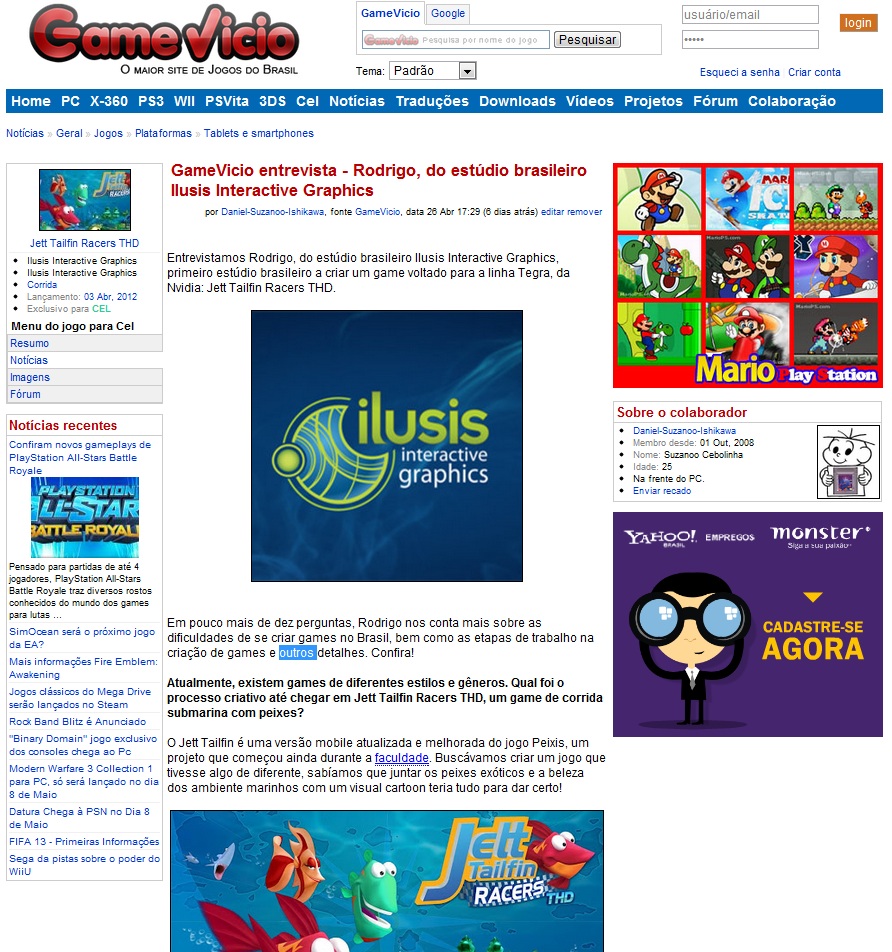 GameVicio
O MAIOR SITE DE JOGOS DO BRASIL
GameVicio
Google
GameVicio Pesquisa por nome do jogo
Pesquisar
Tema: Padrão
usuário/email
•••••
login
Esqueci a senha Criar conta
Home PC X-360 PS3 WII PSVita 3DS Cel Notícias Traduções Downloads Vídeos Projetos Fórum Colaboração
Notícias » Geral » Jogos » Plataformas » Tablets e smartphones
Jett Tailfin RACERS
Jett Tailfin Racers THD
Ilusis Interactive Graphics
Ilusis Interactive Graphics
Corrida
Lançamento: 03 Abr, 2012
Exclusivo para CEL
Menu do jogo para Cel
Resumo
Notícias
Imagens
Fórum
Notícias recentes
Confiram novos gameplays de
PlayStation All-Stars Battle
Royale
PLAYSTATION
ALL-STARS
BATTLE ROYALE
Pensado para partidas de até 4
jogadores, PlayStation All-Stars
Battle Royale traz diversos rostos
conhecidos do mundo dos games
para lutas ...
SimOcean será o próximo jogo
da EA?
Mais informações Fire Emblem:
Awakening
Jogos clássicos do Mega Drive
serão lançados no Steam
Rock Band Blitz é Anunciado
"Binary Domain" jogo exclusivo
dos consoles chega ao Pc
Modern Warfare 3 Collection 1
para PC, só será lançado no dia
8 de Maio
Datura Chega à PSN no Dia 8
de Maio
FIFA 13 - Primeiras Informações
Sega da pistas sobre o poder do
WiiU
GameVicio entrevista - Rodrigo, do estúdio brasileiro
Ilusis Interactive Graphics
por Daniel-Suzanoo-Ishikawa, fonte GameVicio, data 26 Abr 17:29 (6 dias atrás) editar remover
Entrevistamos Rodrigo, do estúdio brasileiro Ilusis Interactive Graphics,
primeiro estúdio brasileiro a criar um game voltado para a linha Tegra, da
Nvidia: Jett Tailfin Racers THD.
ilusis
interactive
graphics
Em pouco mais de dez perguntas, Rodrigo nos conta mais sobre as
dificuldades de se criar games no Brasil, bem como as etapas de trabalho na
criação de games e outros detalhes. Confira!
Atualmente, existem games de diferentes estilos e gêneros. Qual foi o
processo criativo até chegar em Jett Tailfin Racers THD, um game de corrida
submarina com peixes?
O Jett Tailfin é uma versão mobile atualizada e melhorada do jogo Peixis, um
projeto que começou ainda durante a faculdade. Buscávamos criar um jogo que
tivesse algo de diferente, sabíamos que juntar os peixes exóticos e a beleza
dos ambiente marinhos com um visual cartoon teria tudo para dar certo!
Jett
Tailfin
RACERS THD
Mario Play Station
Sobre o colaborador
Daniel-Suzanoo-Ishikawa
Membro desde: 01 Out, 2008
Nome: Suzanoo Cebolinha
Idade: 25
Na frente do PC.
Enviar recado
YAHOO! BRASIL EMPREGOS monster
Siga a sua paixão
CADASTRE-SE
AGORA